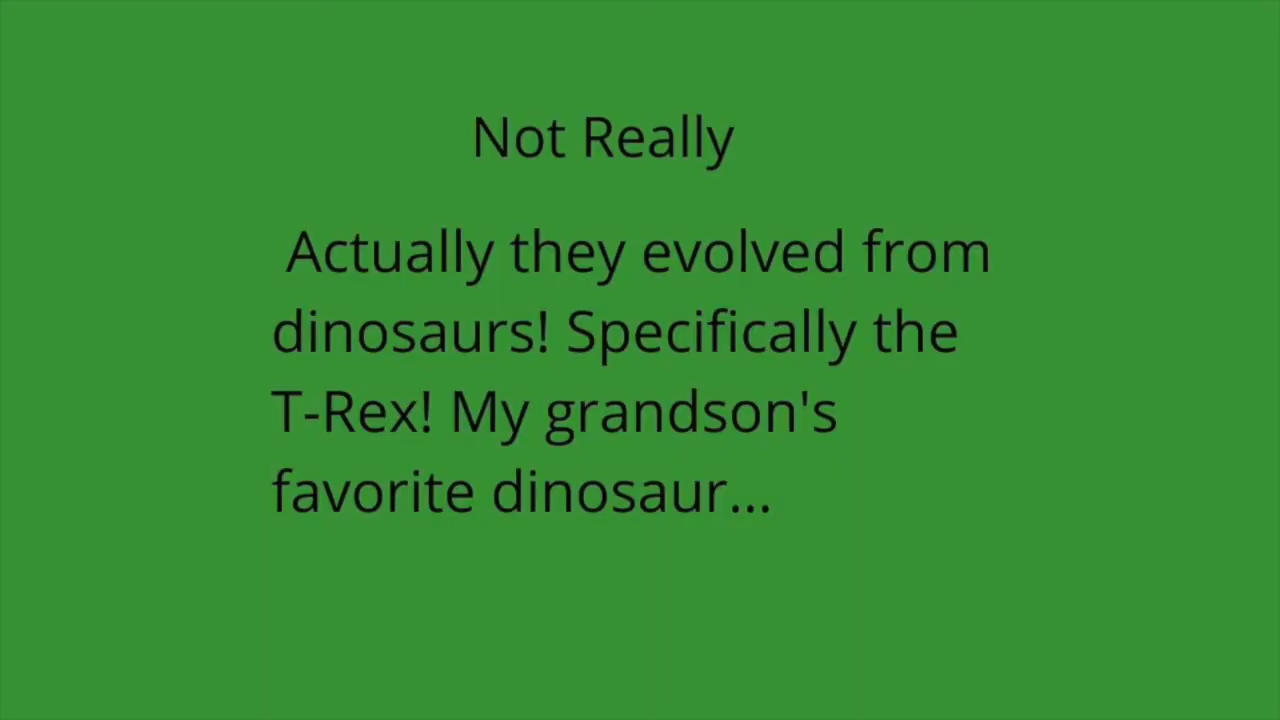 Not Really
Actually they evolved from
dinosaurs! Specifically the
T-Rex! My grandson's
favorite dinosaur...